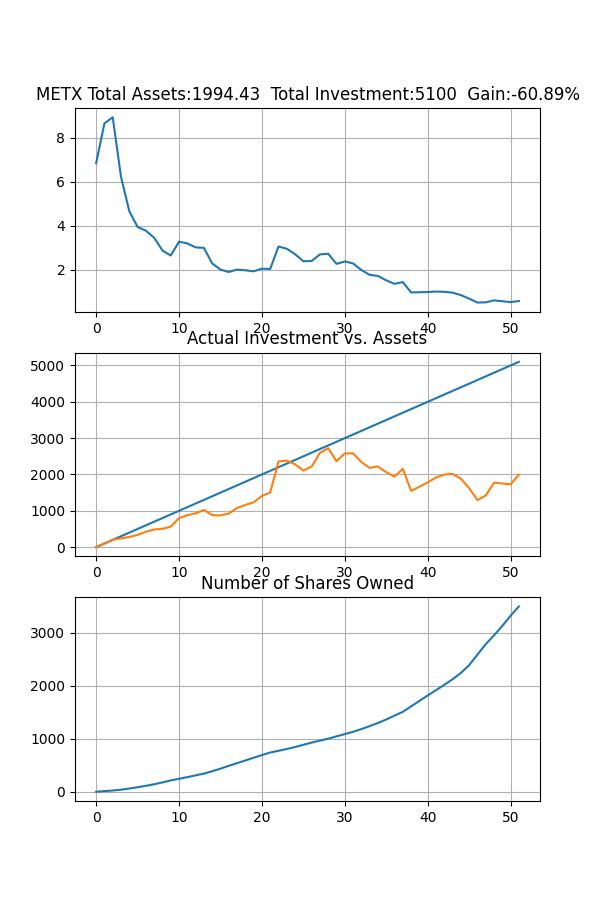 METX Total Assets:1994.43  Total Investment:5100  Gain:-60.89%
8
6
4
2
0 10 20 30 40 50
Actual Investment vs. Assets
5000
4000
3000
2000
1000
0
0 10 20 30 40 50
Number of Shares Owned
3000
2000
1000
0
0 10 20 30 40 50